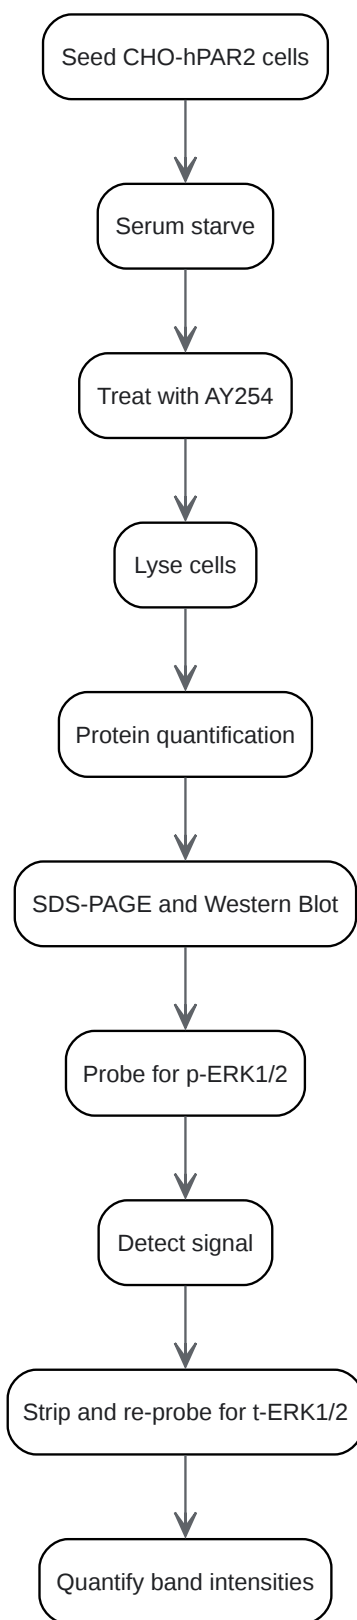 Seed CHO-hPAR2 cells
Serum starve
Treat with AY254
Lyse cells
Protein quantification
SDS-PAGE and Western Blot
Probe for p-ERK1/2
Detect signal
Strip and re-probe for t-ERK1/2
Quantify band intensities